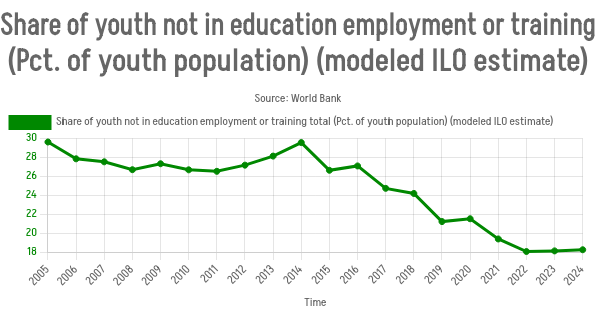 Share of youth not in education employment or training
(Pct. of youth population) (modeled ILO estimate)
Source: World Bank
Share of youth not in education employment or training total (Pct. of youth population) (modeled ILO estimate)
30
28
26
24
22
20
18
2005 2006 2007 2008 2009 2010 2011 2012 2013 2014 2015 2016 2017 2018 2019 2020 2021 2022 2023 2024
Time